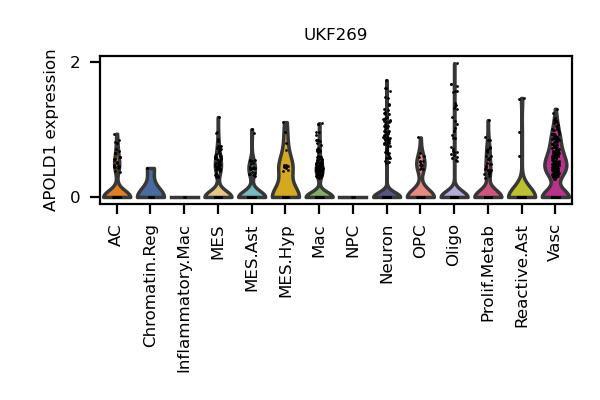 UKF269
APOLD1 expression
2
0
AC
Chromatin.Reg
Inflammatory.Mac
MES
MES.Ast
MES.Hyp
Mac
NPC
Neuron
OPC
Oligo
Prolif.Metab
Reactive.Ast
Vasc